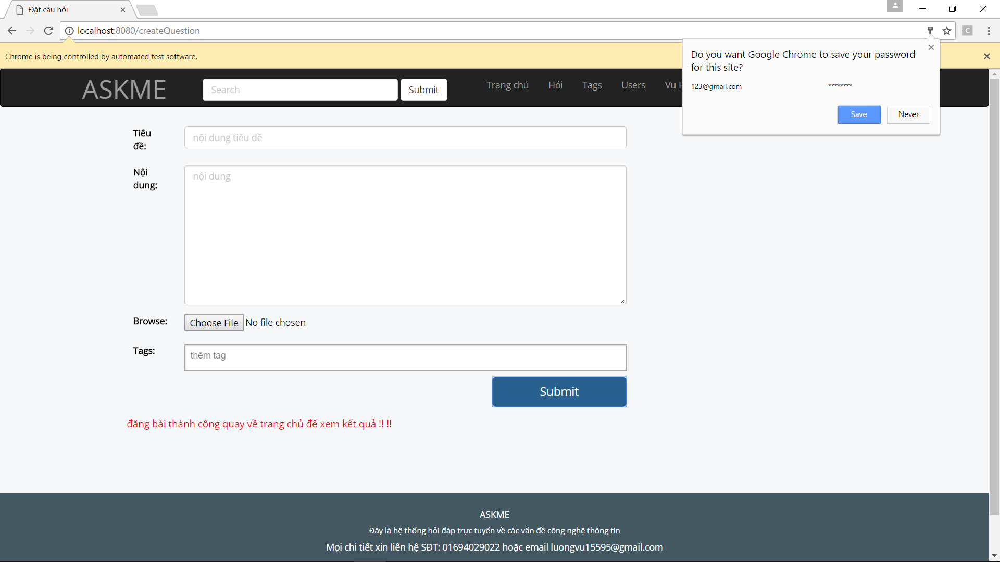 Đặt câu hỏi
localhost:8080/createQuestion
C
Chrome is being controlled by automated test software.
Do you want Google Chrome to save your password
for this site?
123@gmail.com ********
Save Never
ASKME Search Submit Trang chủ Hỏi Tags Users Vu
Tiêu
đề:
nội dung tiêu đề
Nội
dung:
nội dung
Browse: Choose File No file chosen
Tags: thêm tag
Submit
đăng bài thành công quay về trang chủ để xem kết quả !! !!
ASKME
Đây là hệ thống hỏi đáp trực tuyến về các vấn đề công nghệ thông tin
Mọi chi tiết xin liên hệ SĐT: 01694029022 hoặc email luongvu15595@gmail.com